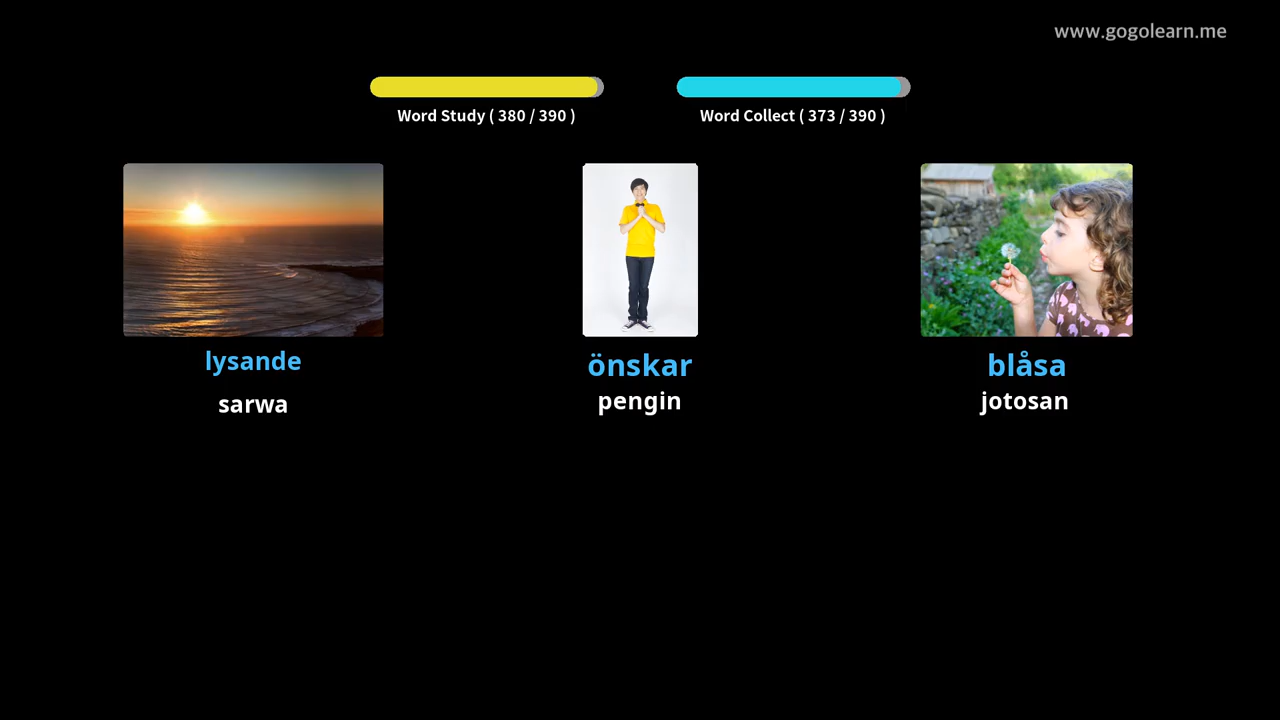 www.gogolearn.me
Word Study ( 380 / 390 )
Word Collect ( 373 / 390 )
lysande
sarwa
önskar
pengin
blåsa
jotosan